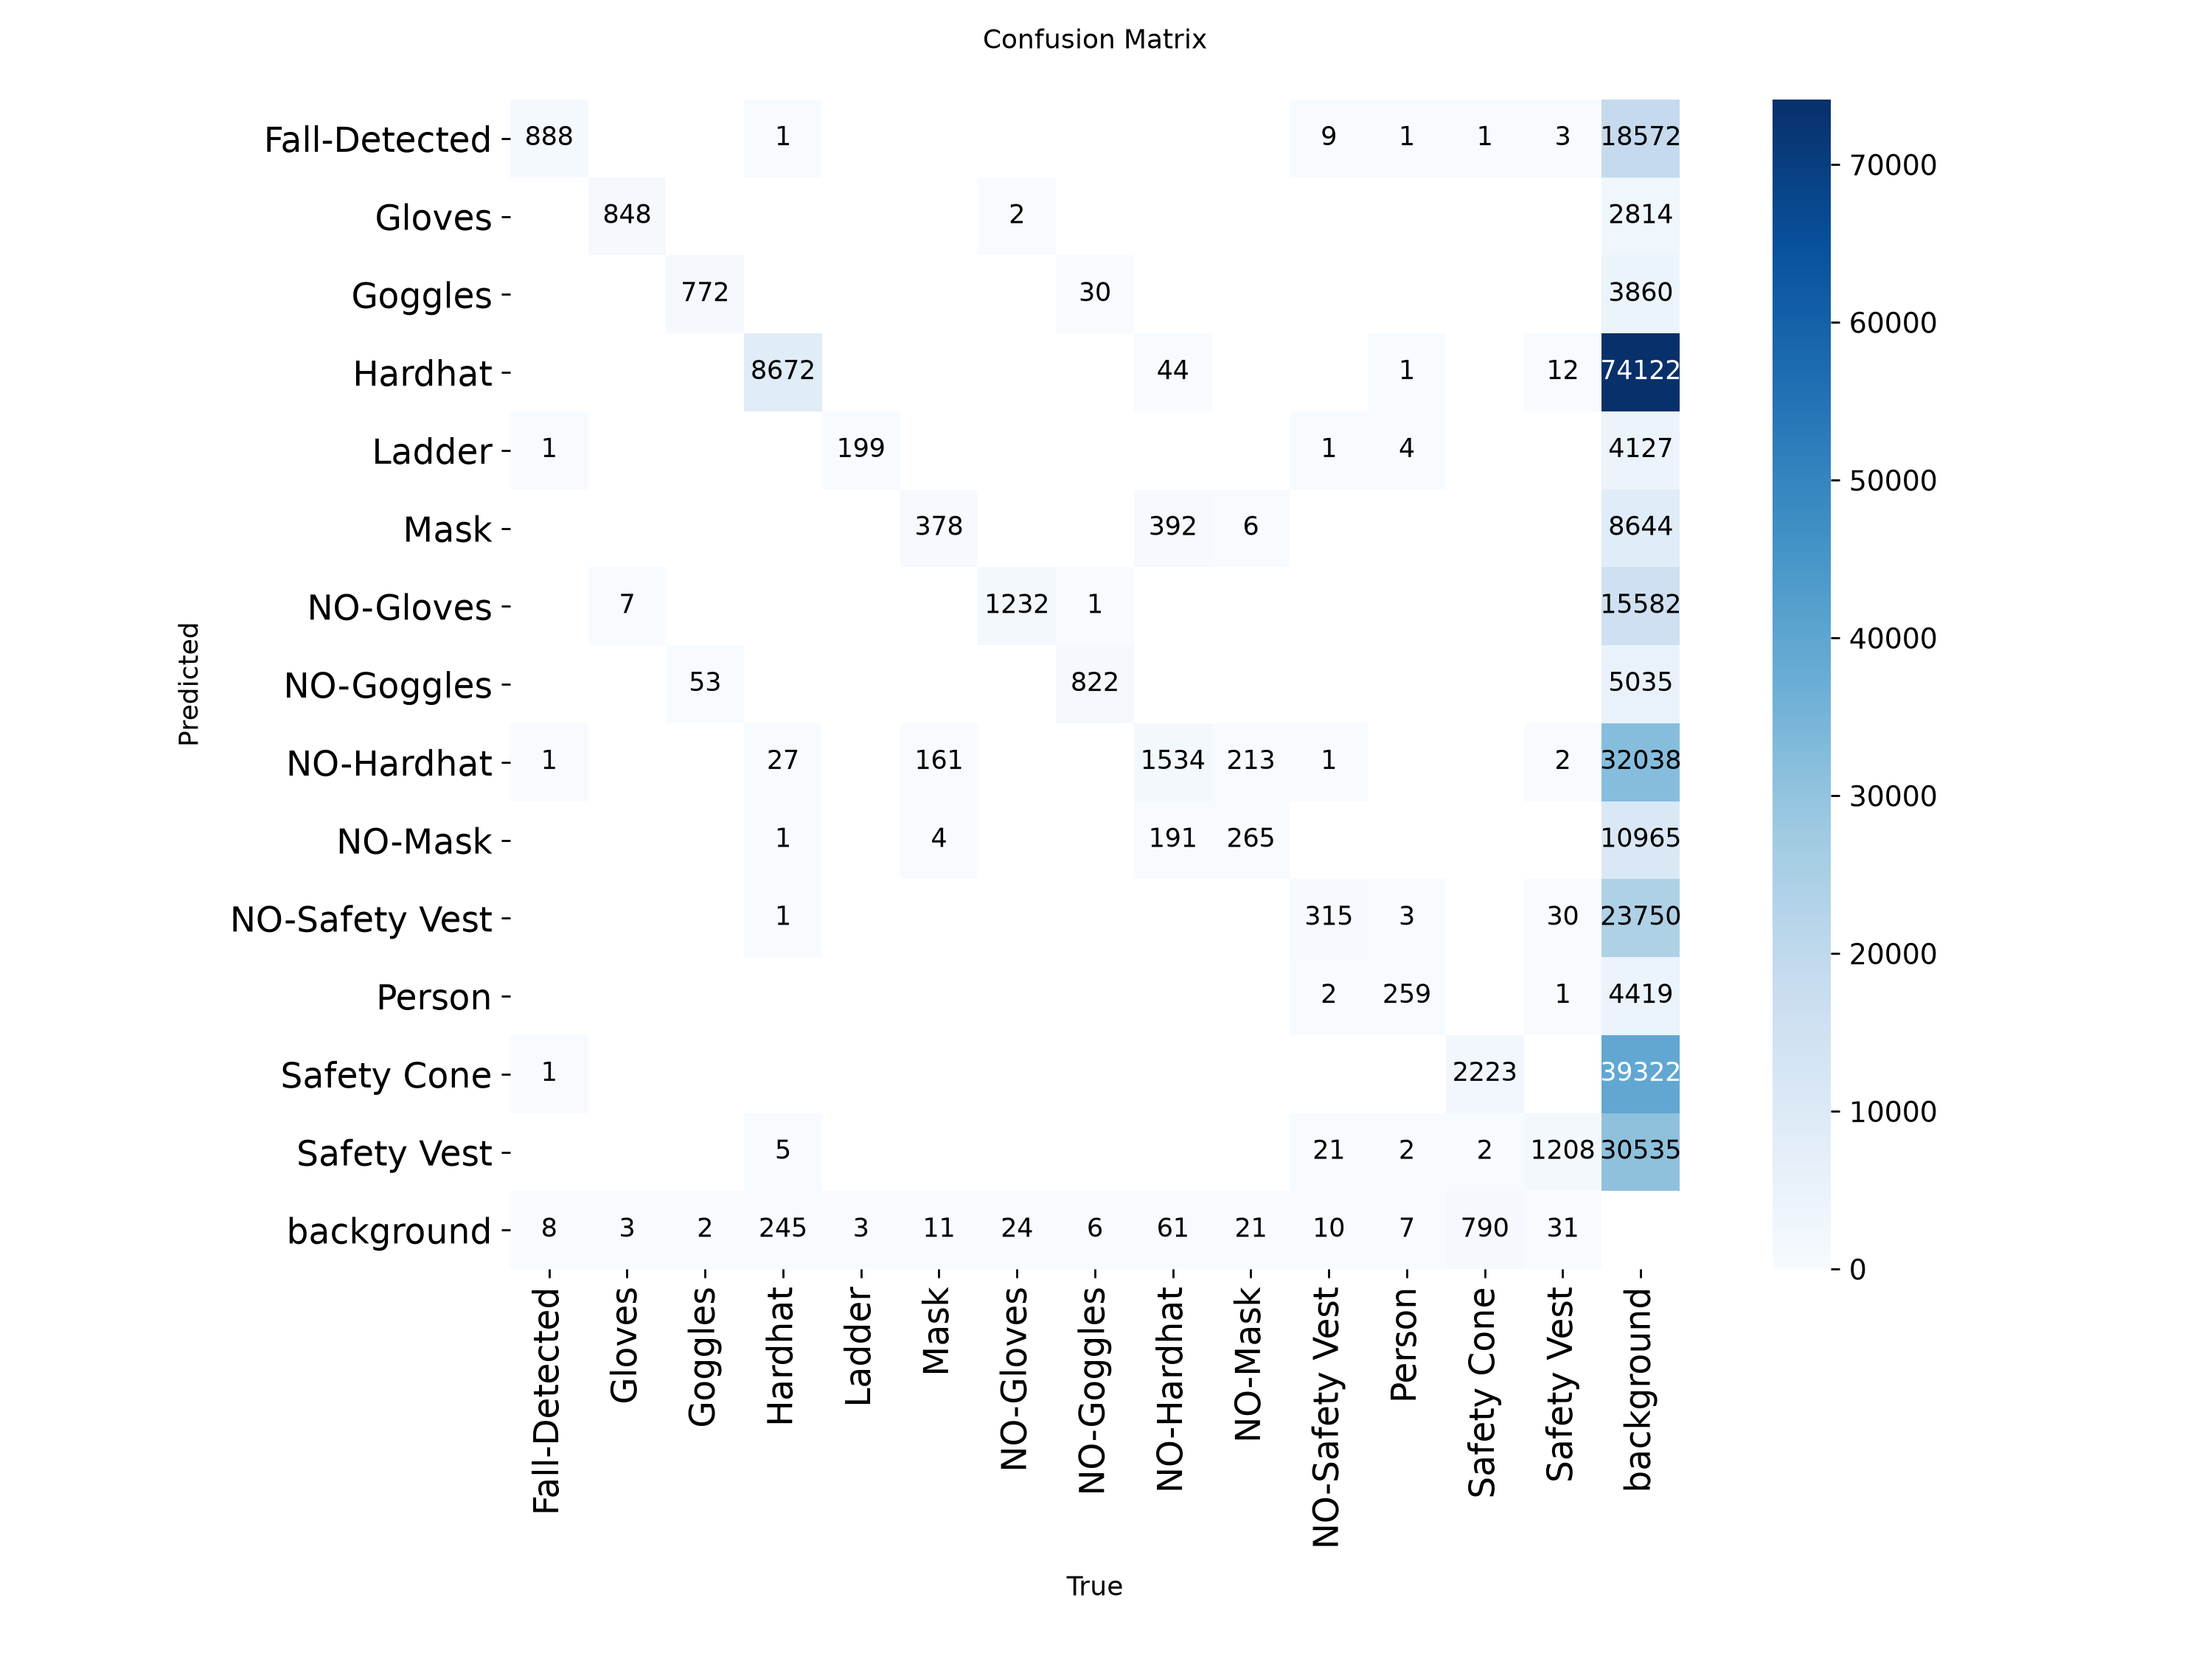 Confusion Matrix
Fall-Detected 888 1 9 1 1 3 18572
Gloves 848 2 2814
Goggles 772 30 3860
Hardhat 8672 44 1 12 74122
Ladder 1 199 1 4 4127
Mask 378 392 6 8644
NO-Gloves 7 1232 1 15582
NO-Goggles 53 822 5035
NO-Hardhat 1 27 161 1534 213 1 2 32038
NO-Mask 1 4 191 265 10965
NO-Safety Vest 1 315 3 30 23750
Person 2 259 1 4419
Safety Cone 1 2223 39322
Safety Vest 5 21 2 2 1208 30535
background 8 3 2 245 3 11 24 6 61 21 10 7 790 31
Predicted
Fall-Detected
Gloves
Goggles
Hardhat
Ladder
Mask
NO-Gloves
NO-Goggles
NO-Hardhat
NO-Mask
NO-Safety Vest
Person
Safety Cone
Safety Vest
background
True
70000
60000
50000
40000
30000
20000
10000
0